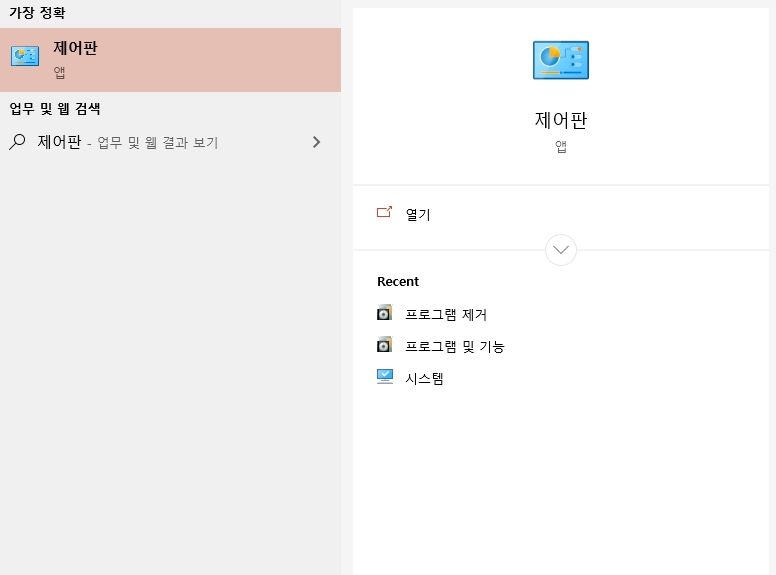 가장 정확
제어판
앱
업무 및 웹 검색
제어판 - 업무 및 웹 결과 보기
제어판
앱
열기
Recent
프로그램 제거
프로그램 및 기능
시스템